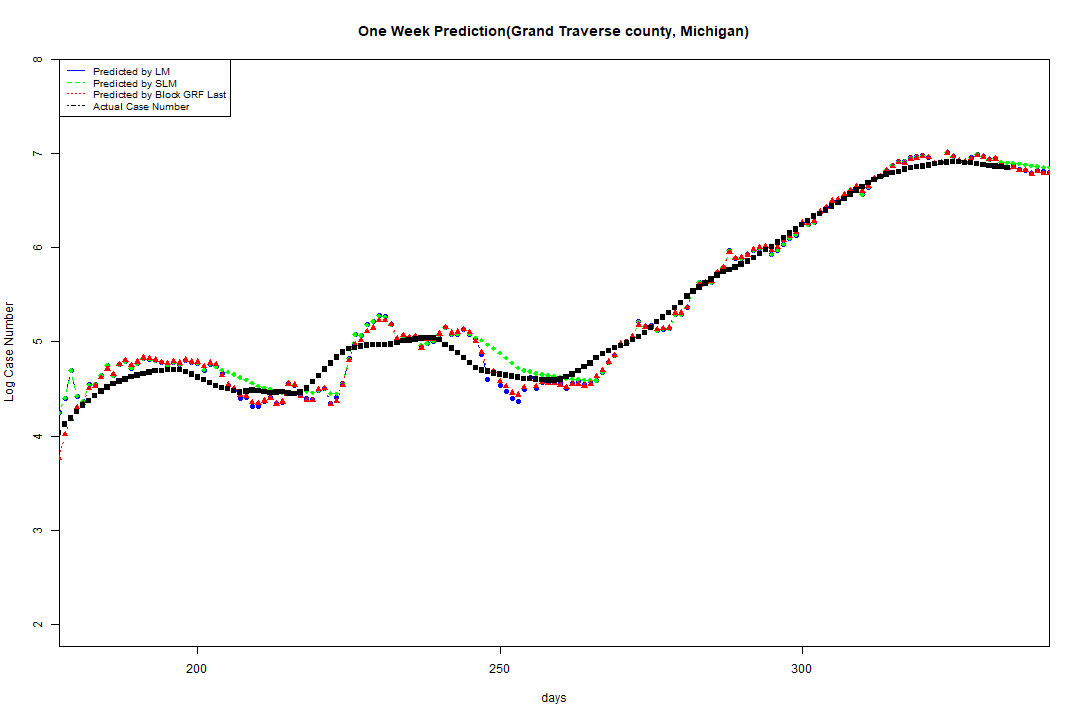 One Week Prediction(Grand Traverse county, Michigan)
Predicted by LM
Predicted by SLM
Predicted by Block GRF Last
Actual Case Number
Log Case Number
8
7
6
5
4
3
2
200 250 300
days